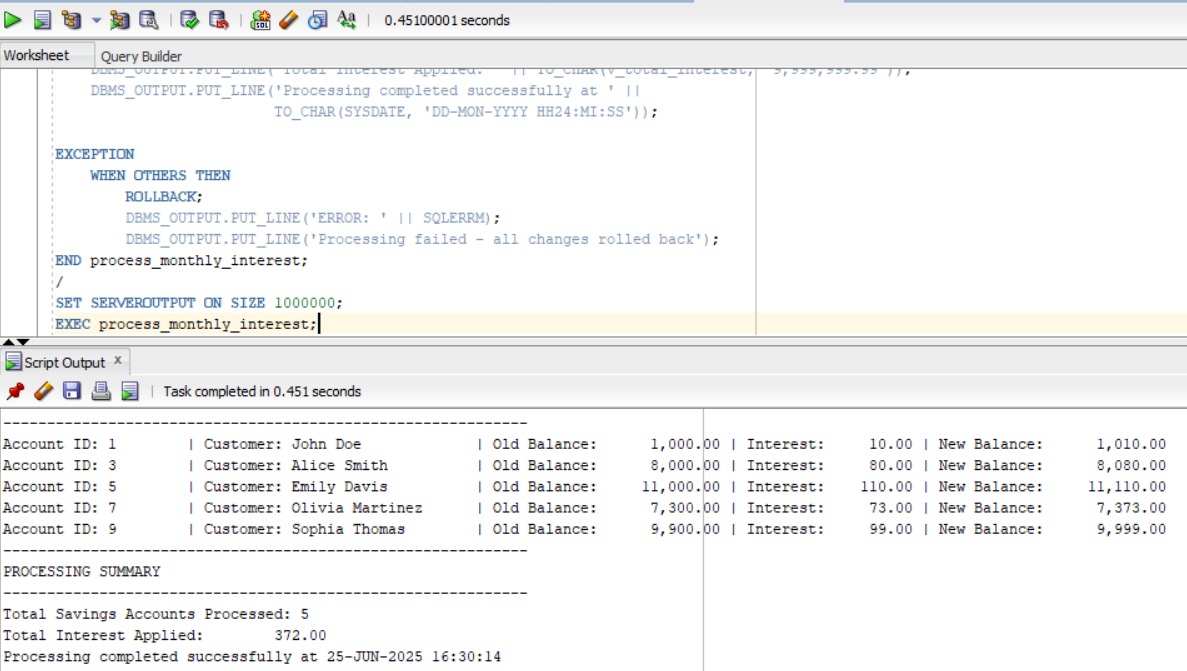 0.45100001 seconds
Worksheet Query Builder
DBMS_OUTPUT.PUT_LINE('Total Interest Applied: ' || TO_CHAR(v_total_interest, '9,999,999.99'));
DBMS_OUTPUT.PUT_LINE('Processing completed successfully at ' ||
TO_CHAR(SYSDATE, 'DD-MON-YYYY HH24:MI:SS'));
EXCEPTION
WHEN OTHERS THEN
ROLLBACK;
DBMS_OUTPUT.PUT_LINE('ERROR: ' || SQLERRM);
DBMS_OUTPUT.PUT_LINE('Processing failed - all changes rolled back');
END process_monthly_interest;
/
SET SERVEROUTPUT ON SIZE 1000000;
EXEC process_monthly_interest;
Script Output x
Task completed in 0.451 seconds
------------------------------------------------------------
Account ID: 1 | Customer: John Doe | Old Balance: 1,000.00 | Interest: 10.00 | New Balance: 1,010.00
Account ID: 3 | Customer: Alice Smith | Old Balance: 8,000.00 | Interest: 80.00 | New Balance: 8,080.00
Account ID: 5 | Customer: Emily Davis | Old Balance: 11,000.00 | Interest: 110.00 | New Balance: 11,110.00
Account ID: 7 | Customer: Olivia Martinez | Old Balance: 7,300.00 | Interest: 73.00 | New Balance: 7,373.00
Account ID: 9 | Customer: Sophia Thomas | Old Balance: 9,900.00 | Interest: 99.00 | New Balance: 9,999.00
------------------------------------------------------------
PROCESSING SUMMARY
------------------------------------------------------------
Total Savings Accounts Processed: 5
Total Interest Applied: 372.00
Processing completed successfully at 25-JUN-2025 16:30:14